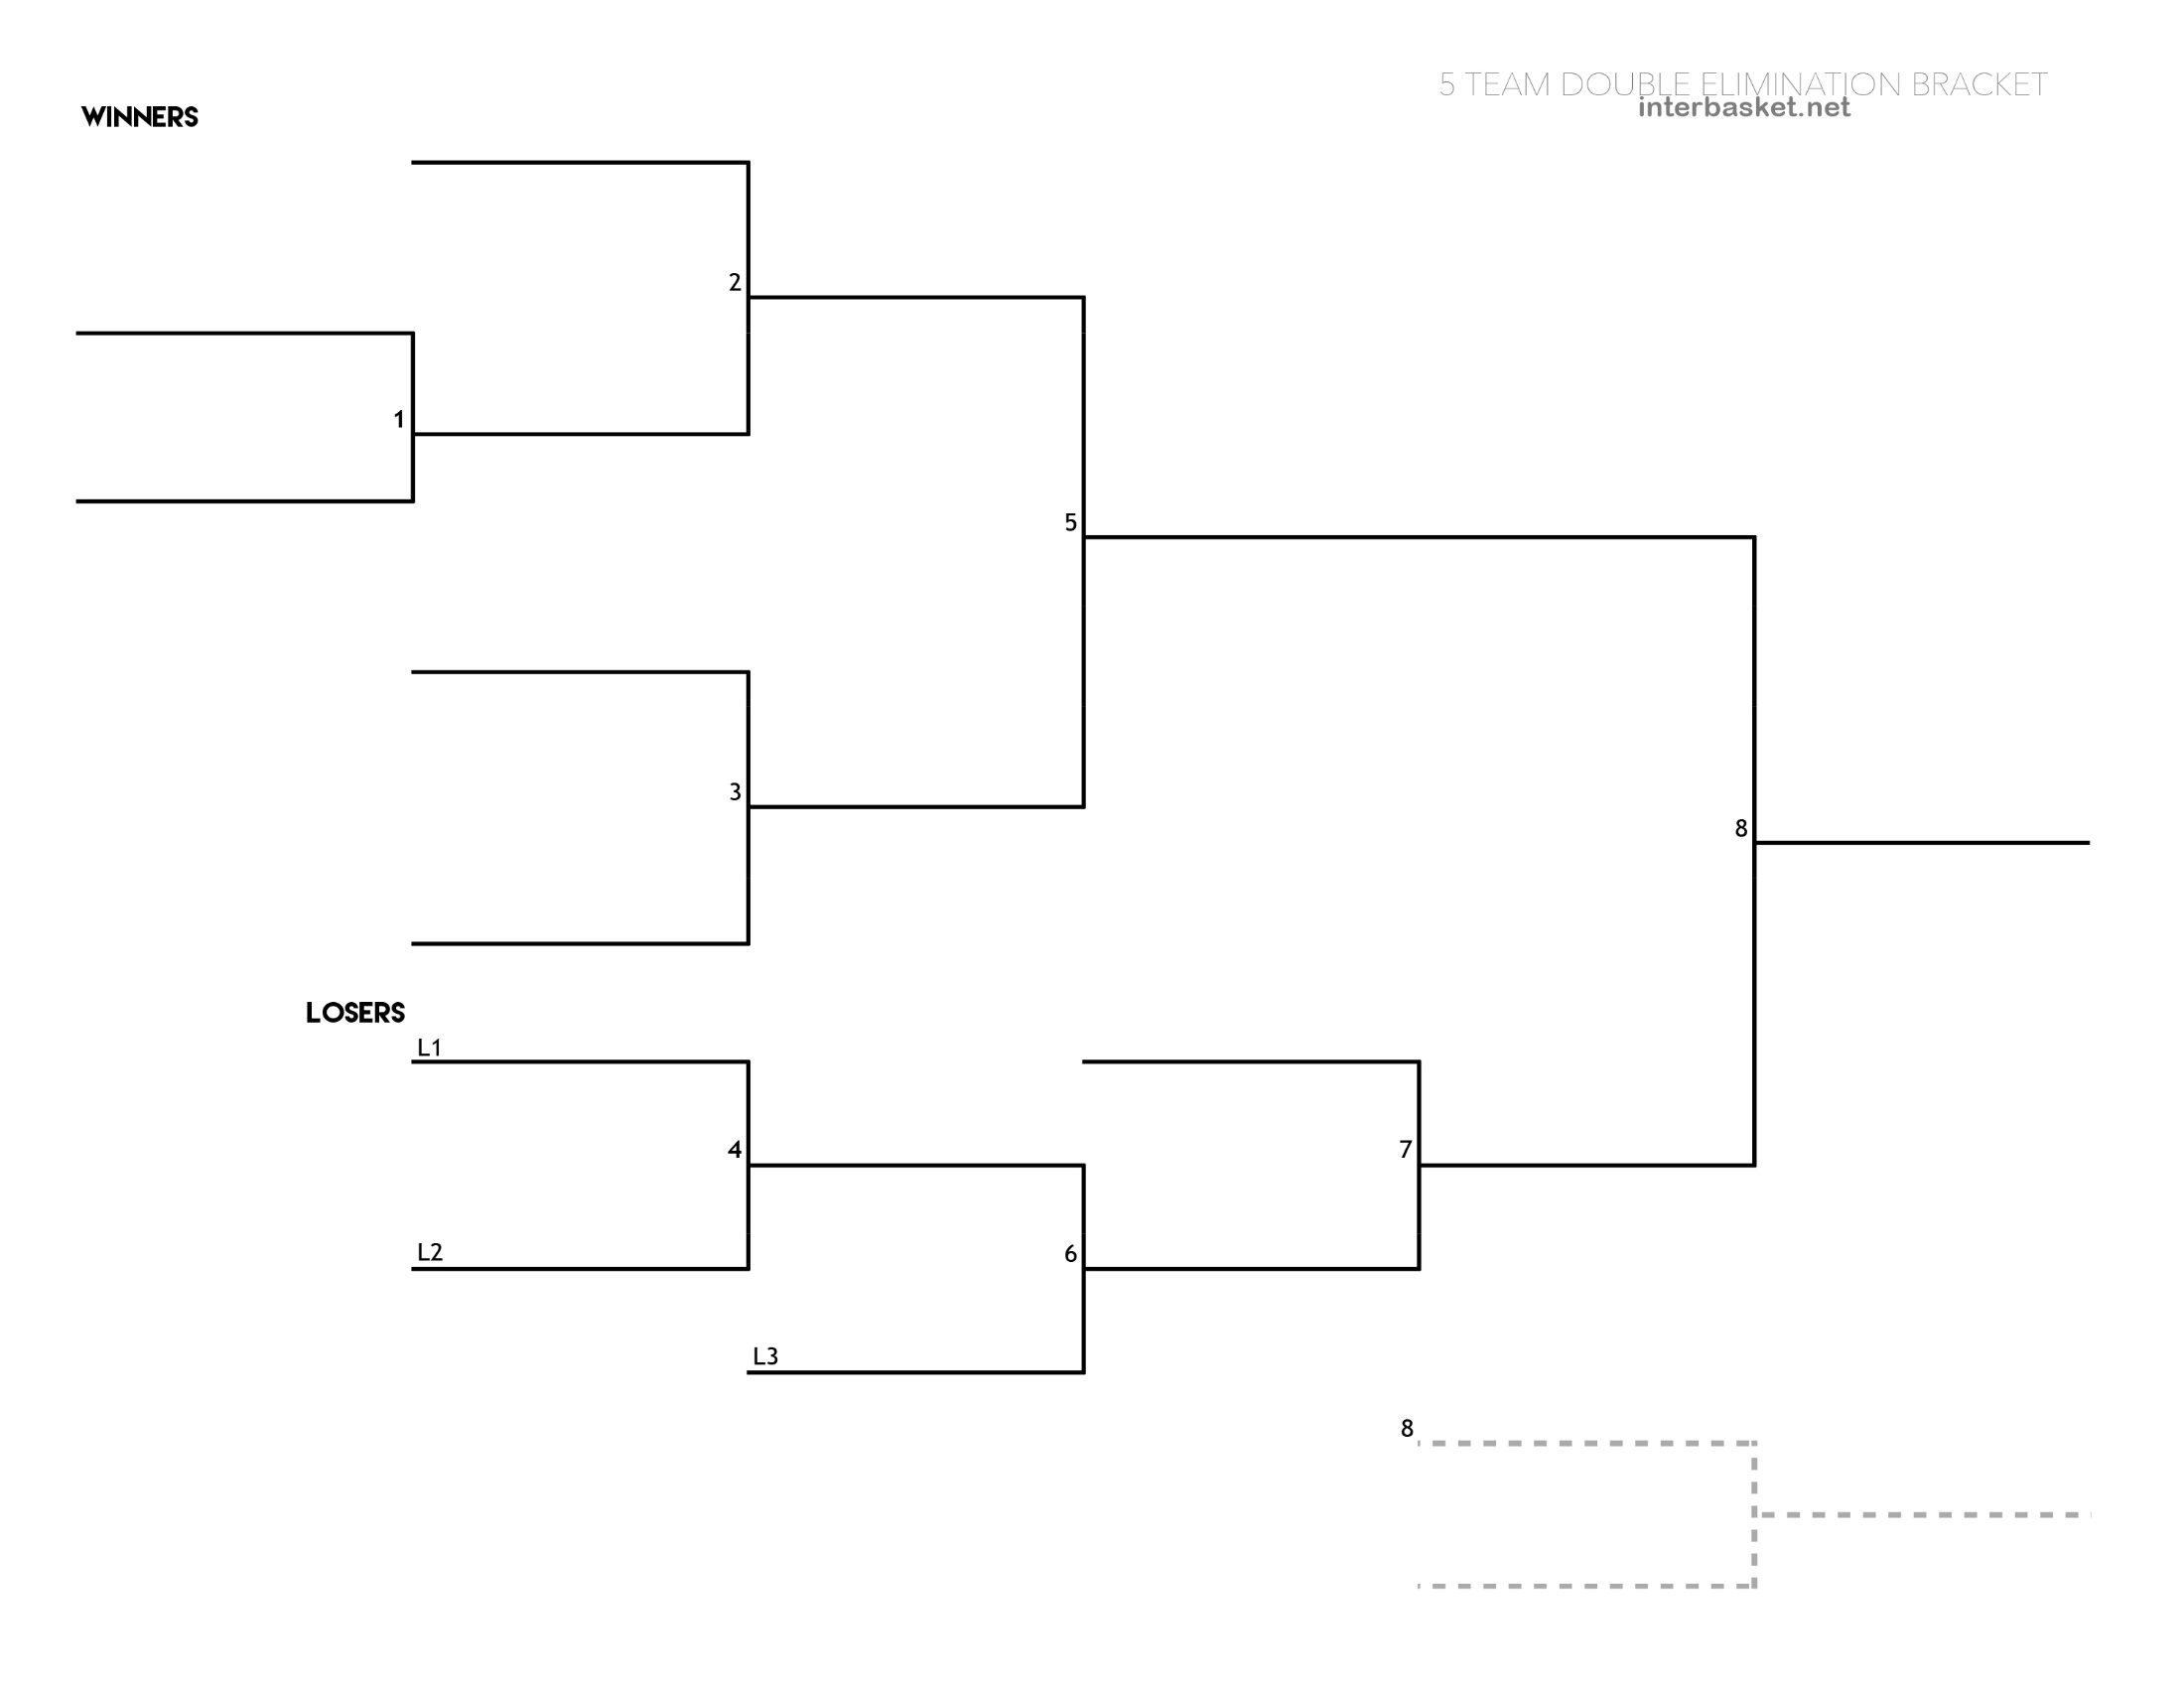 5 TEAM DOUBLE ELIMINATION BRACKET
interbasket.net
WINNERS
2
1
5
3
8
LOSERS
L1
4
7
L2
6
L3
8